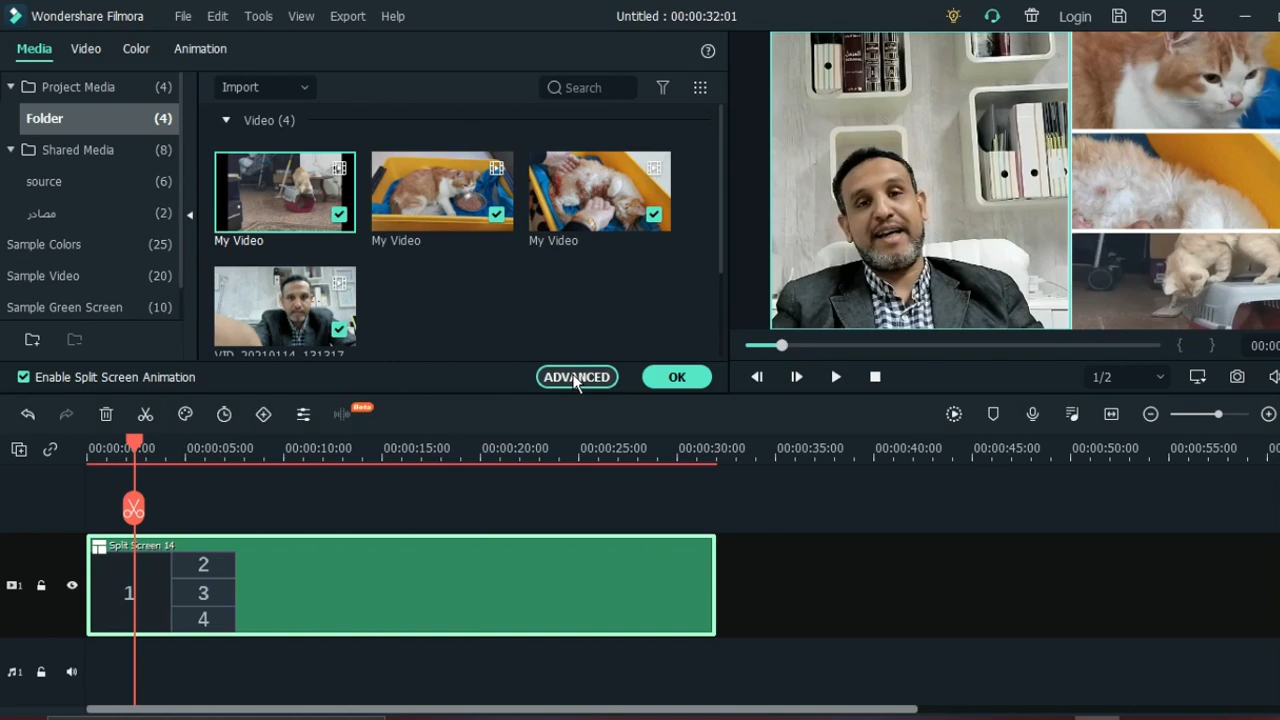 Wondershare Filmora File Edit Tools View Export Help Untitled : 00:00:32:01 Login
Media Video Color Animation
Project Media (4)
Folder (4)
Shared Media (8)
source (6)
مصادر (2)
Sample Colors (25)
Sample Video (20)
Sample Green Screen (10)
Import Search
Video (4)
My Video My Video My Video
VID_20210114_131317
Enable Split Screen Animation ADVANCED OK
1/2
00:00
Beta
00:00:05:00 00:00:10:00 00:00:15:00 00:00:20:00 00:00:25:00 00:00:30:00 00:00:35:00 00:00:40:00 00:00:45:00 00:00:50:00 00:00:55:00
Split Screen 14
1
2
3
4
1
1